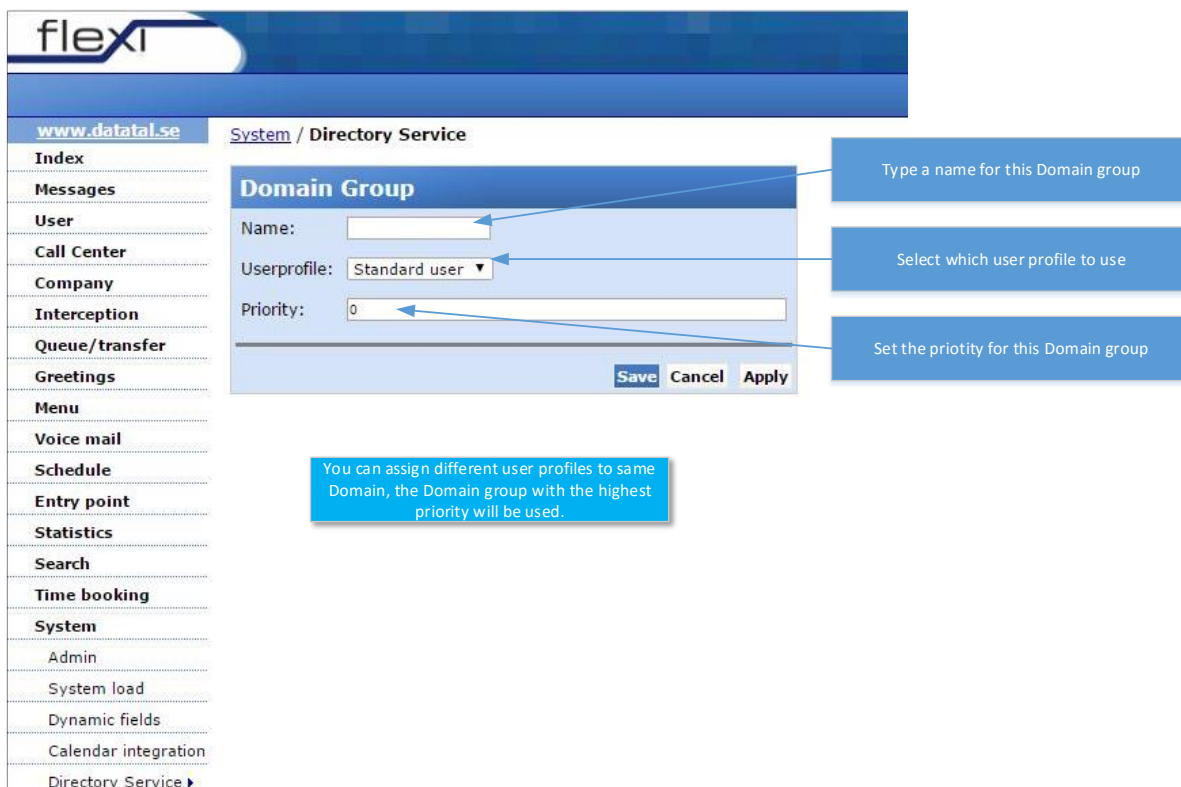 flexi
www.datatal.se
Index
Messages
User
Call Center
Company
Interception
Queue/transfer
Greetings
Menu
Voice mail
Schedule
Entry point
Statistics
Search
Time booking
System
Admin
System load
Dynamic fields
Calendar integration
Directory Service
System / Directory Service
Domain Group
Name:
Userprofile: Standard user
Priority: 0
Save Cancel Apply
Type a name for this Domain group
Select which user profile to use
Set the priotity for this Domain group
You can assign different user profiles to same
Domain, the Domain group with the highest
priority will be used.